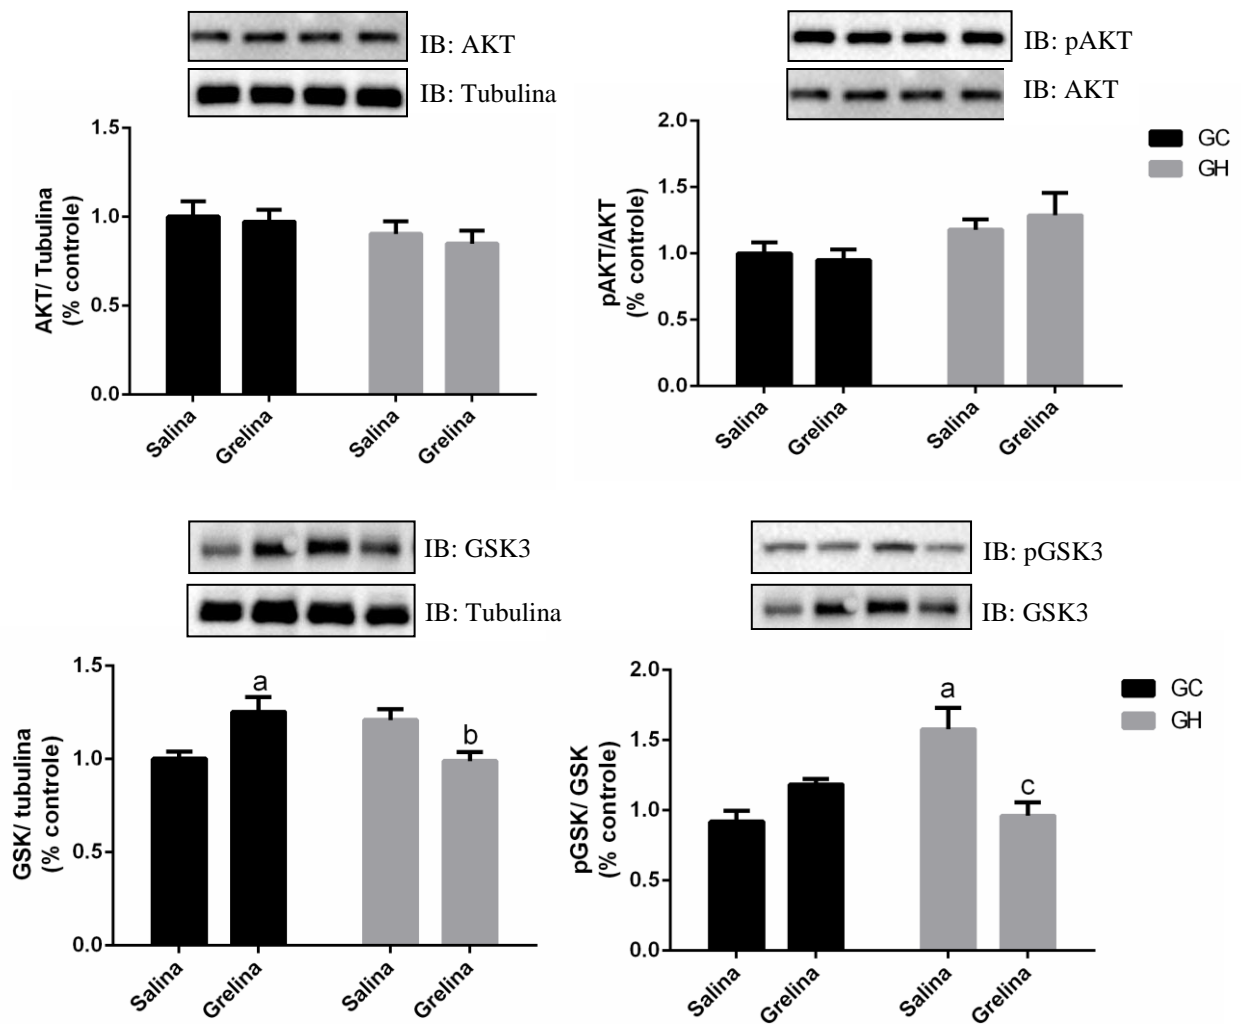 IB: AKT
IB: Tubulina
AKT/ Tubulina
(% controle)
1.5
1.0
0.5
0.0
Salina
Grelina
Salina
Grelina
IB: pAKT
IB: AKT
pAKT/AKT
(% controle)
2.0
1.5
1.0
0.5
0.0
Salina
Grelina
Salina
Grelina
GC
GH
IB: GSK3
IB: Tubulina
GSK/ tubulina
(% controle)
1.5
1.0
0.5
0.0
a
b
Salina
Grelina
Salina
Grelina
IB: pGSK3
IB: GSK3
pGSK/ GSK
(% controle)
2.0
1.5
1.0
0.5
0.0
a
c
Salina
Grelina
Salina
Grelina
GC
GH